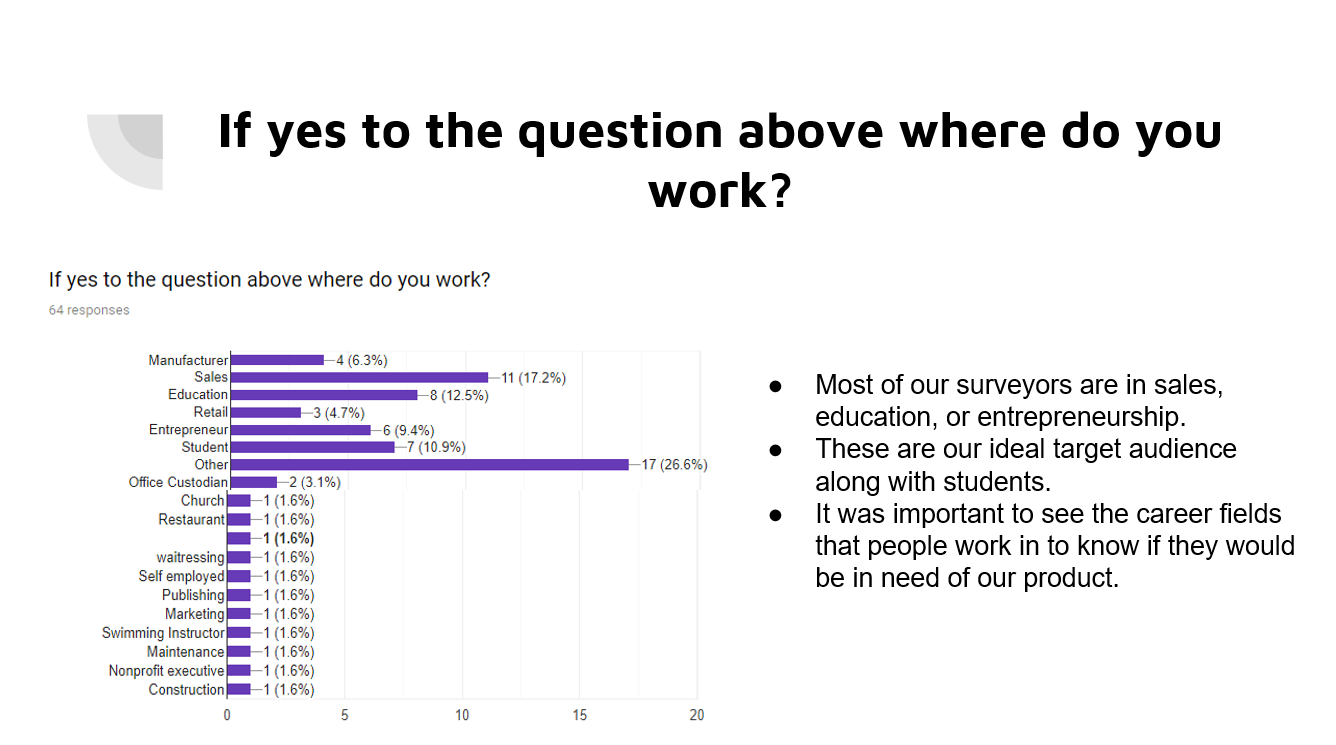 If yes to the question above where do you
work?
If yes to the question above where do you work?
64 responses
Manufacturer 4 (6.3%)
Sales 11 (17.2%)
Education 8 (12.5%)
Retail 3 (4.7%)
Entrepreneur 6 (9.4%)
Student 7 (10.9%)
Other 17 (26.6%)
Office Custodian 2 (3.1%)
Church 1 (1.6%)
Restaurant 1 (1.6%)
1 (1.6%)
waitressing 1 (1.6%)
Self employed 1 (1.6%)
Publishing 1 (1.6%)
Marketing 1 (1.6%)
Swimming Instructor 1 (1.6%)
Maintenance 1 (1.6%)
Nonprofit executive 1 (1.6%)
Construction 1 (1.6%)
0 5 10 15 20
● Most of our surveyors are in sales,
education, or entrepreneurship.
● These are our ideal target audience
along with students.
● It was important to see the career fields
that people work in to know if they would
be in need of our product.